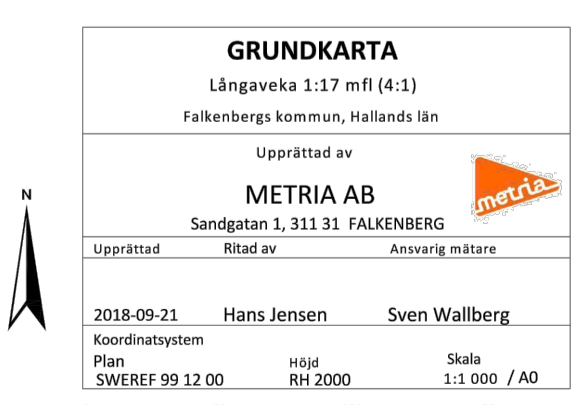 GRUNDKARTA
Långaveka 1:17 mfl (4:1)
Falkenbergs kommun, Hallands län
Upprättad av
metria
METRIA AB
Sandgatan 1, 311 31 FALKENBERG
N
Upprättad Ritad av Ansvarig mätare
2018-09-21 Hans Jensen Sven Wallberg
Koordinatsystem
Plan Höjd Skala
SWEREF 99 12 00 RH 2000 1:1 000 / A0